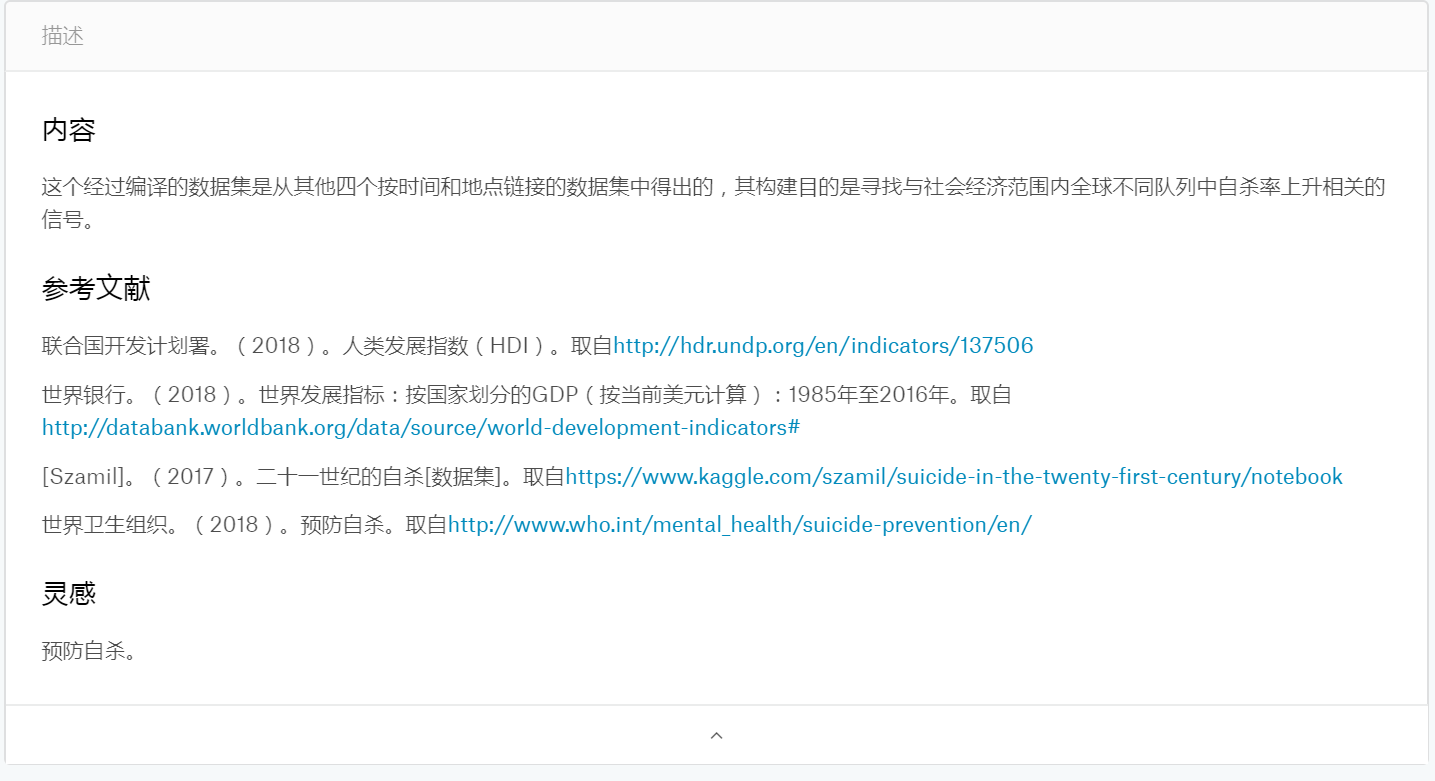 描述
内容
这个经过编译的数据集是从其他四个按时间和地点链接的数据集中得出的，其构建目的是寻找与社会经济范围内全球不同队列中自杀率上升相关的
信号。
参考文献
联合国开发计划署。（2018）。人类发展指数（HDI）。取自http://hdr.undp.org/en/indicators/137506
世界银行。（2018）。世界发展指标：按国家划分的GDP（按当前美元计算）：1985年至2016年。取自
http://databank.worldbank.org/data/source/world-development-indicators#
[Szamil]。（2017）。二十一世纪的自杀[数据集]。取自https://www.kaggle.com/szamil/suicide-in-the-twenty-first-century/notebook
世界卫生组织。（2018）。预防自杀。取自http://www.who.int/mental_health/suicide-prevention/en/
灵感
预防自杀。